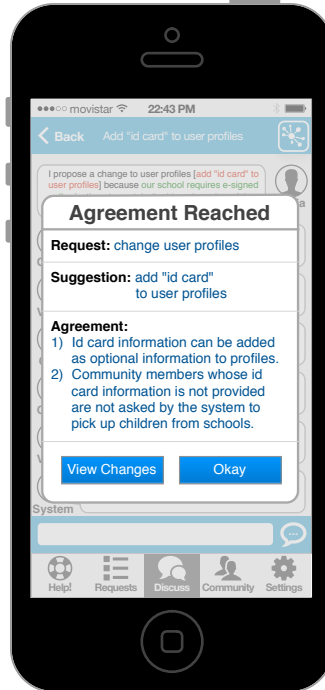 movistar 22:43 PM
Back Add "id card" to user profiles
I propose a change to user profiles [add "id card" to
user profiles] because our school requires e-signed
Agreement Reached
Request: change user profiles
Suggestion: add "id card"
to user profiles
Agreement:
1) Id card information can be added
as optional information to profiles.
2) Community members whose id
card information is not provided
are not asked by the system to
pick up children from schools.
View Changes Okay
System
Help! Requests Discuss Community Settings